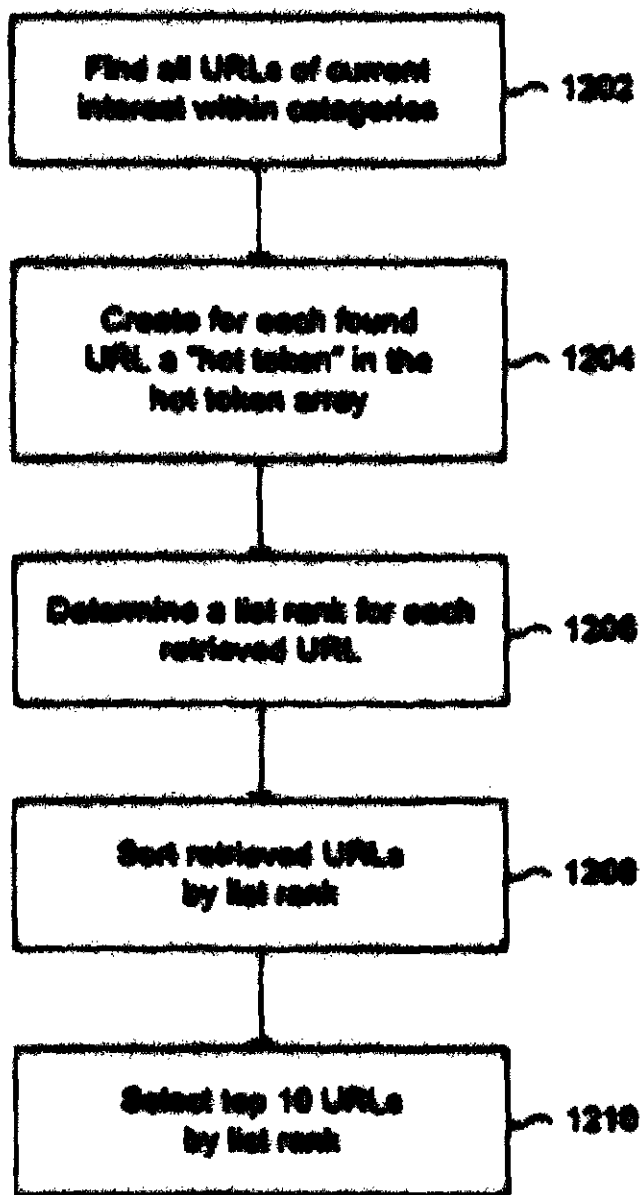 Find all URLs of current
interest within categories
1202
Create for each found
URL a "hot token" in the
hot token array
1204
Determine a list rank for each
retrieved URL
1206
Sort retrieved URLs
by list rank
1208
Select top 10 URLs
by list rank
1210